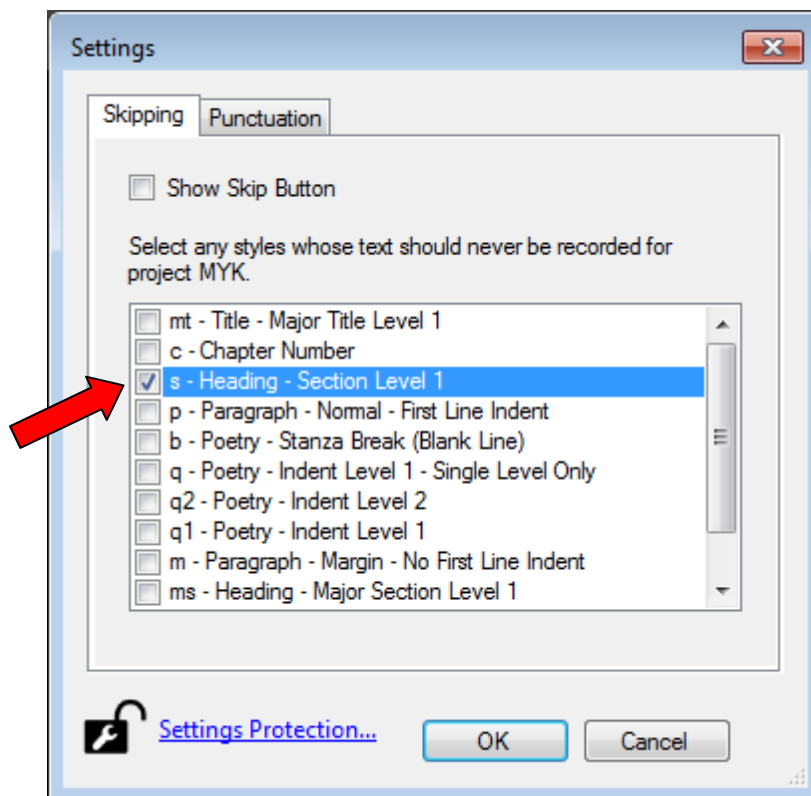 Settings
Skipping
Punctuation
Show Skip Button
Select any styles whose text should never be recorded for
project MYK.
mt - Title - Major Title Level 1
c - Chapter Number
s - Heading - Section Level 1
p - Paragraph - Normal - First Line Indent
b - Poetry - Stanza Break (Blank Line)
q - Poetry - Indent Level 1 - Single Level Only
q2 - Poetry - Indent Level 2
q1 - Poetry - Indent Level 1
m - Paragraph - Margin - No First Line Indent
ms - Heading - Major Section Level 1
Settings Protection...
OK
Cancel